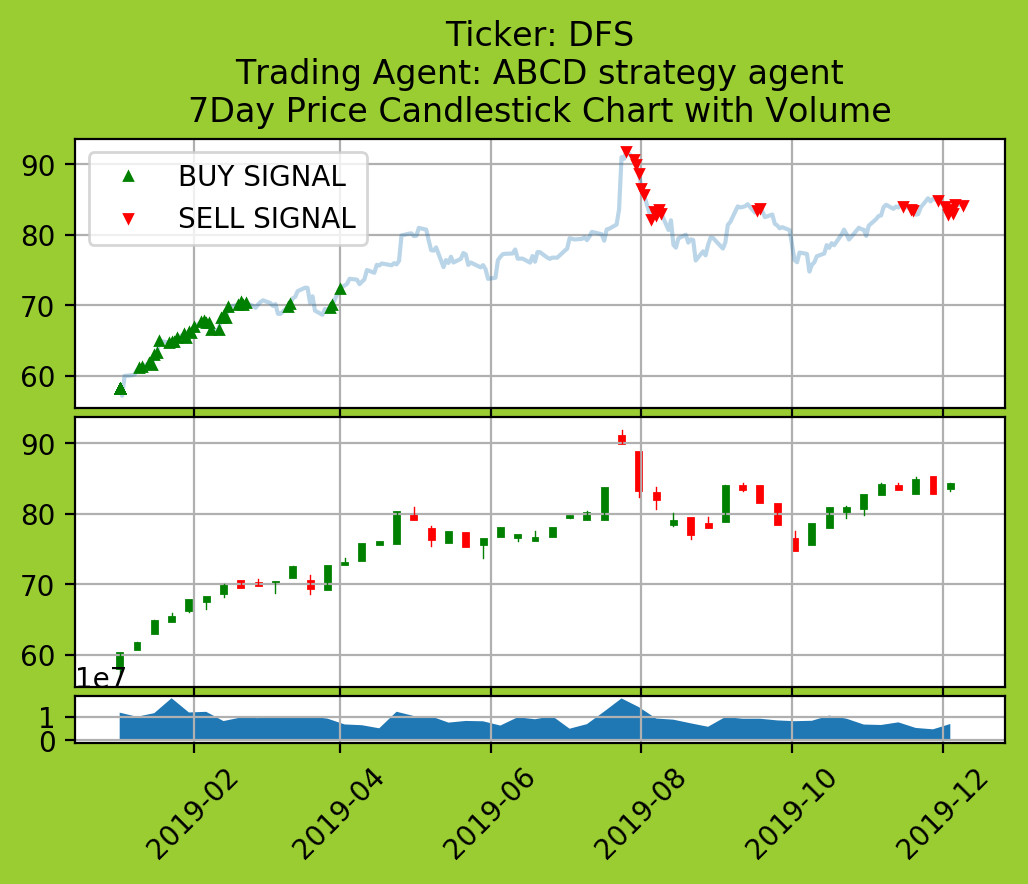 Ticker: DFS
Trading Agent: ABCD strategy agent
7Day Price Candlestick Chart with Volume
90
80
70
60
BUY SIGNAL
SELL SIGNAL
90
80
70
60
1e7
1
0
2019-02
2019-04
2019-06
2019-08
2019-10
2019-12